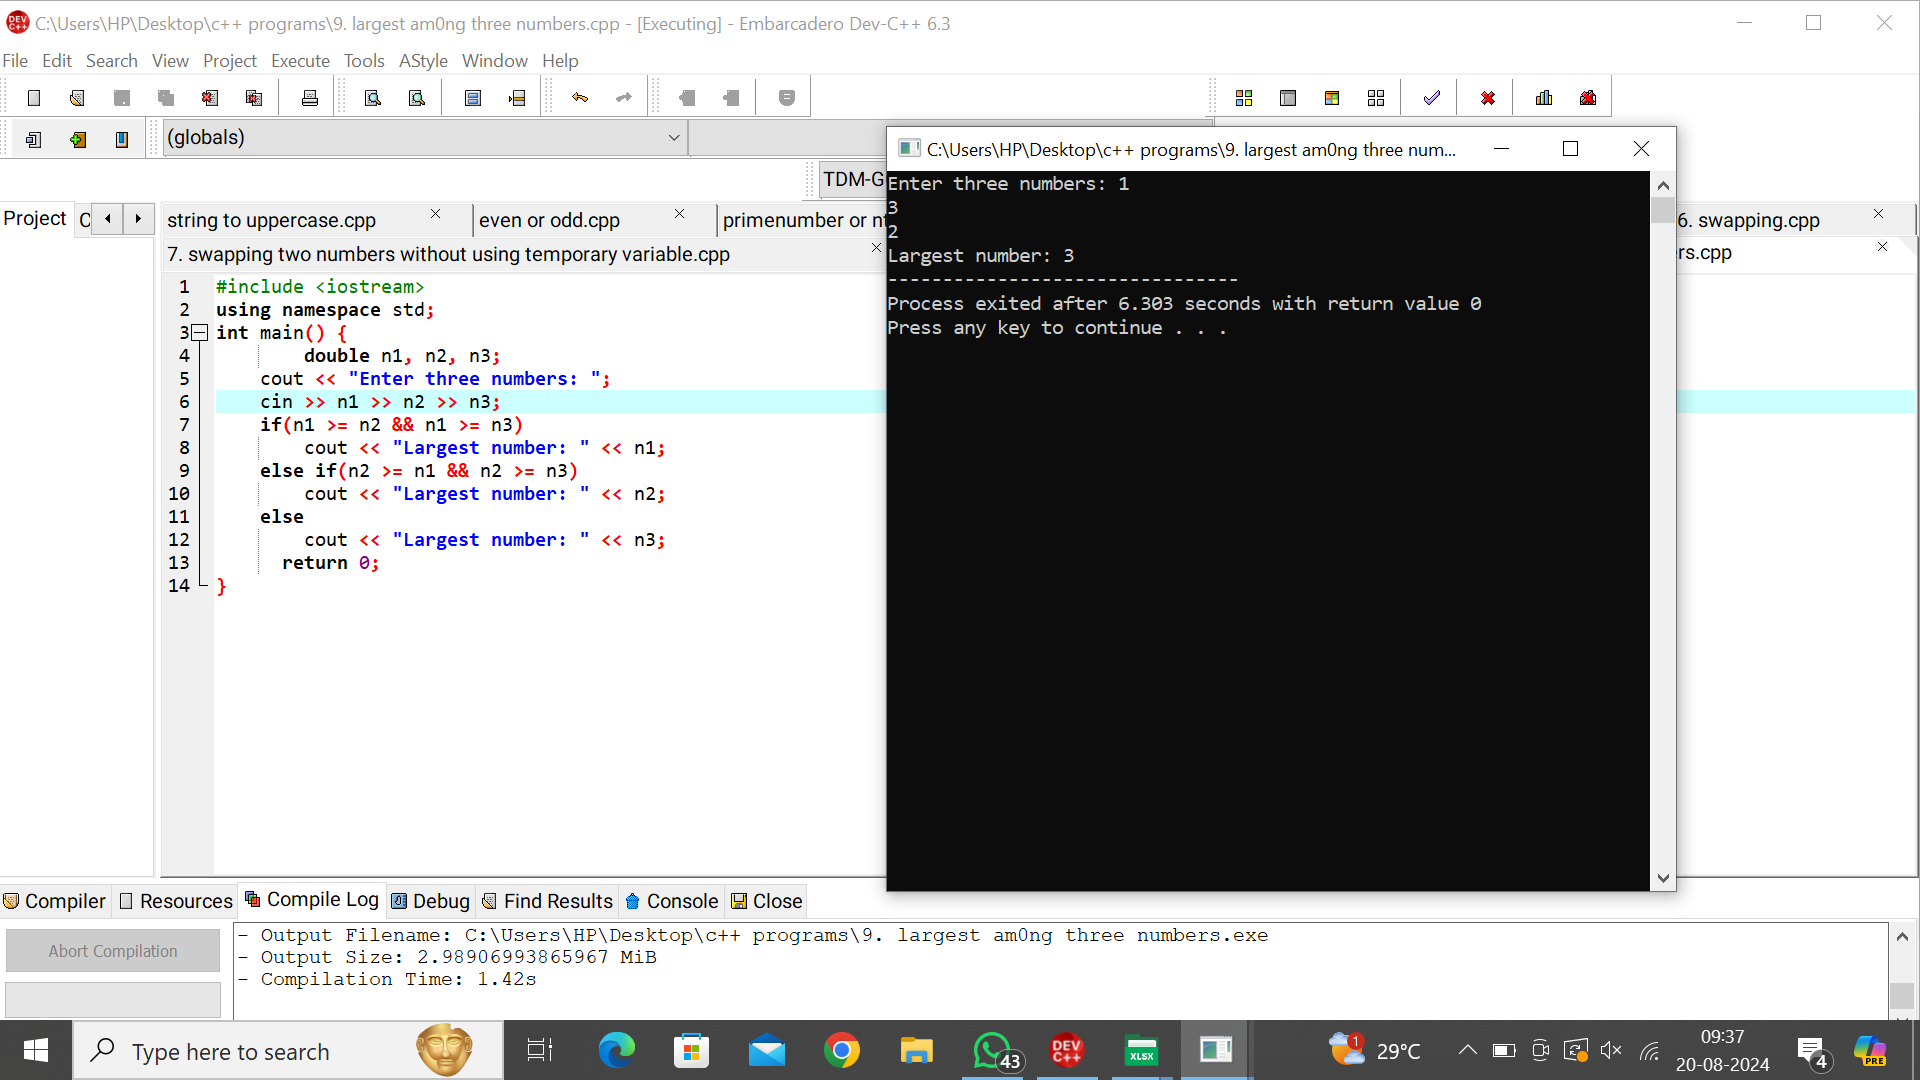 C:\Users\HP\Desktop\c++ programs\9. largest am0ng three numbers.cpp - [Executing] - Embarcadero Dev-C++ 6.3
File Edit Search View Project Execute Tools AStyle Window Help
(globals)
TDM-G
Project C
string to uppercase.cpp even or odd.cpp primenumber or 6. swapping.cpp
7. swapping two numbers without using temporary variable.cpp rs.cpp
1 #include <iostream>
2 using namespace std;
3 int main() {
4 double n1, n2, n3;
5 cout << "Enter three numbers: ";
6 cin >> n1 >> n2 >> n3;
7 if(n1 >= n2 && n1 >= n3)
8 cout << "Largest number: " << n1;
9 else if(n2 >= n1 && n2 >= n3)
10 cout << "Largest number: " << n2;
11 else
12 cout << "Largest number: " << n3;
13 return 0;
14 }
C:\Users\HP\Desktop\c++ programs\9. largest am0ng three num...
Enter three numbers: 1
3
2
Largest number: 3
--------------------------------
Process exited after 6.303 seconds with return value 0
Press any key to continue . . .
Compiler Resources Compile Log Debug Find Results Console Close
Abort Compilation
- Output Filename: C:\Users\HP\Desktop\c++ programs\9. largest am0ng three numbers.exe
- Output Size: 2.98906993865967 MiB
- Compilation Time: 1.42s
Type here to search
43
DEV C++
XLSX
1
29°C
09:37
20-08-2024
4
PRE